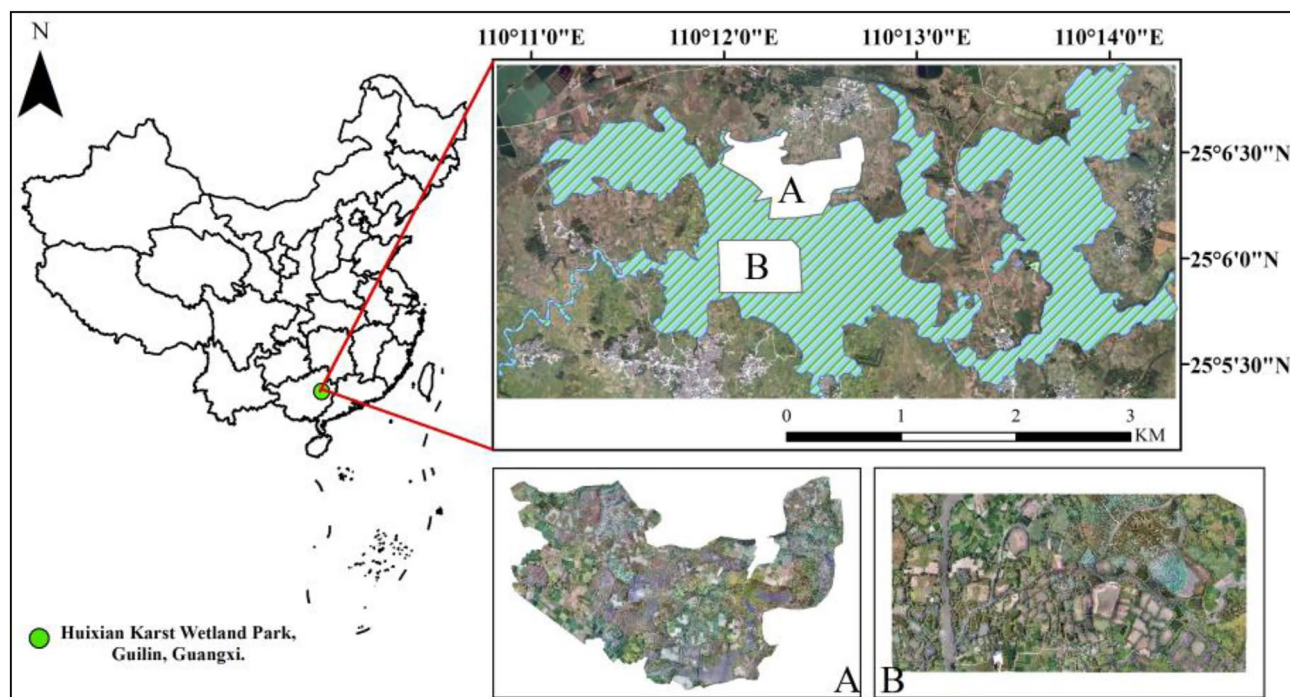 N
110°11'0"E 110°12'0"E 110°13'0"E 110°14'0"E
25°6'30"N
A
25°6'0"N
B
25°5'30"N
0 1 2 3
KM
Huixian Karst Wetland Park,
Guilin, Guangxi.
A
B